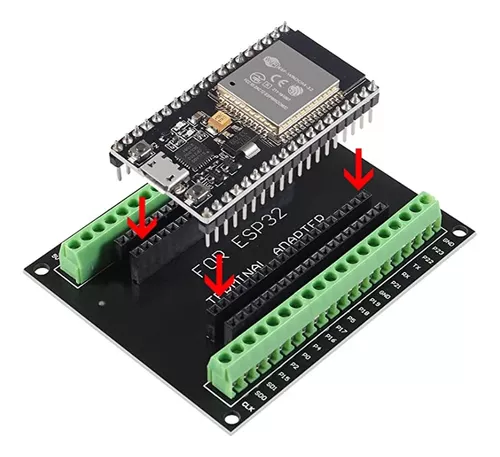 FOR ESP32
TERMINAL ADAPTER
CLK SD0 SD1 P15 P2 P0 P4 P16 P17 P5 P18 P19 GND P21 RX TX P22 P23 GND